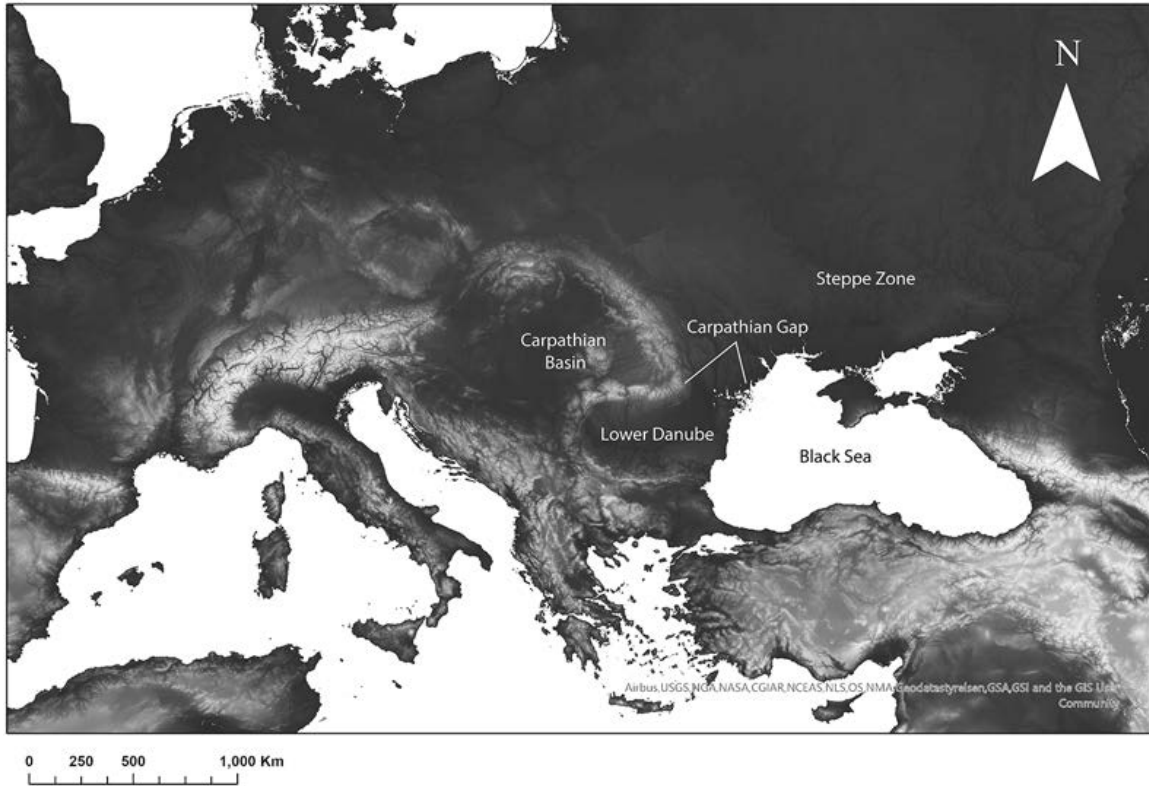 N
Steppe Zone
Carpathian Gap
Carpathian
Basin
Lower Danube
Black Sea
Airbus,USGS,NGA,NASA,CGIAR,NCEAS,NLS,OS,NMA,Geodatastyrelsen,GSA,GSI and the GIS User
Community
0 250 500 1,000 Km